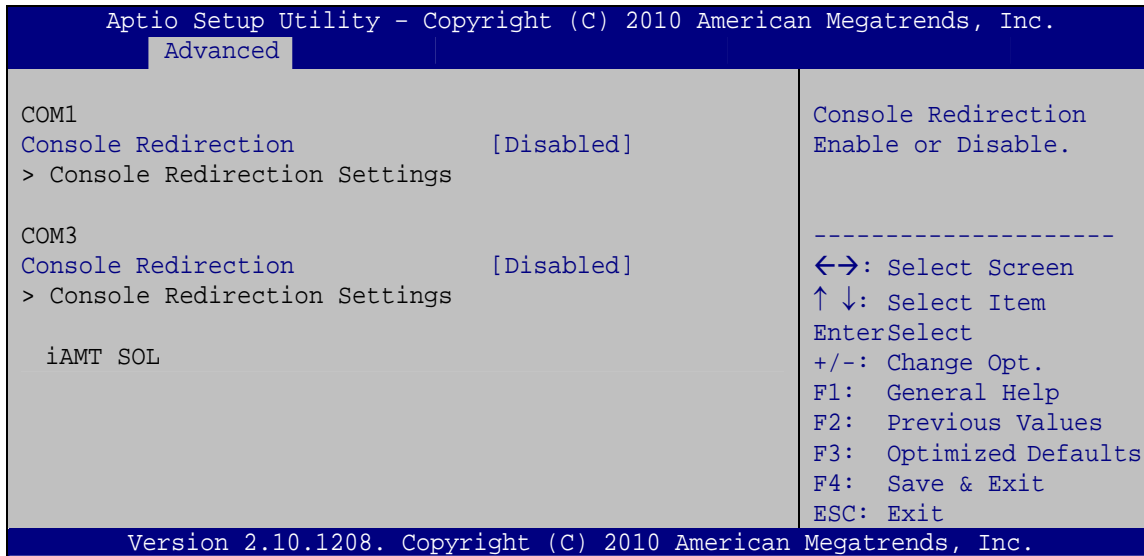 Aptio Setup Utility – Copyright (C) 2010 American Megatrends, Inc.
Advanced
COM1
Console Redirection [Disabled]
> Console Redirection Settings
COM3
Console Redirection [Disabled]
> Console Redirection Settings
iAMT SOL
Console Redirection
Enable or Disable.
---------------------
←→: Select Screen
↑ ↓: Select Item
EnterSelect
+/-: Change Opt.
F1: General Help
F2: Previous Values
F3: Optimized Defaults
F4: Save & Exit
ESC: Exit
Version 2.10.1208. Copyright (C) 2010 American Megatrends, Inc.